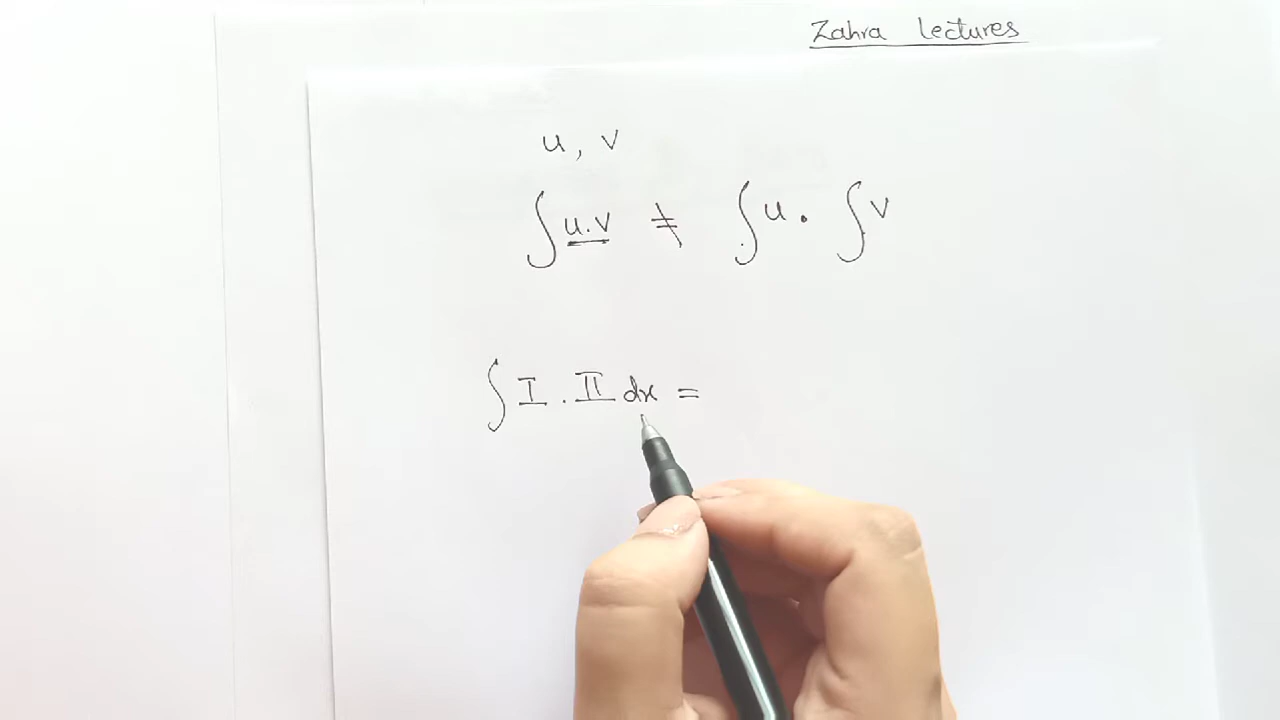 Zahra Lectures
u, v
∫u.v ≠ ∫u . ∫v
∫I . II dx =